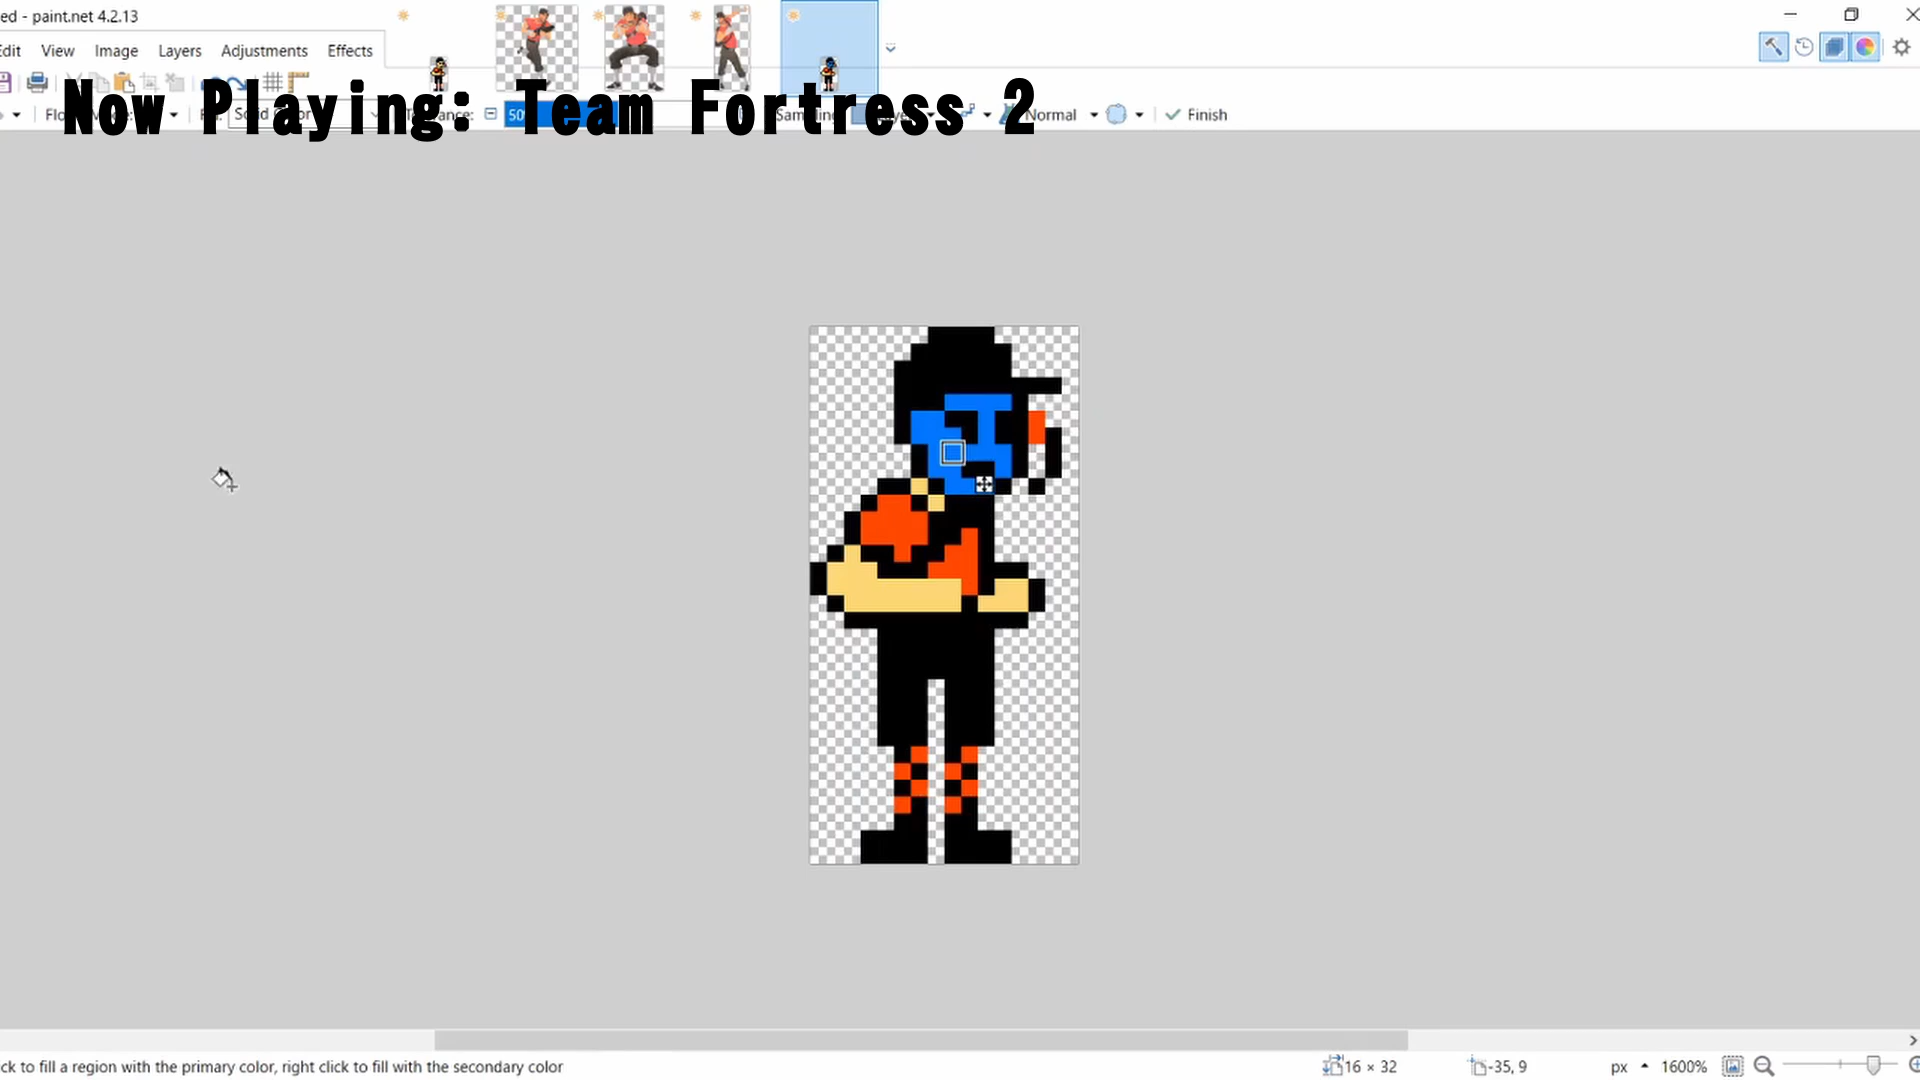 ed - paint.net 4.2.13
dit View Image Layers Adjustments Effects
Now Playing: Team Fortress 2
Normal Finish
ck to fill a region with the primary color, right click to fill with the secondary color
16 × 32
-35, 9
px
1600%